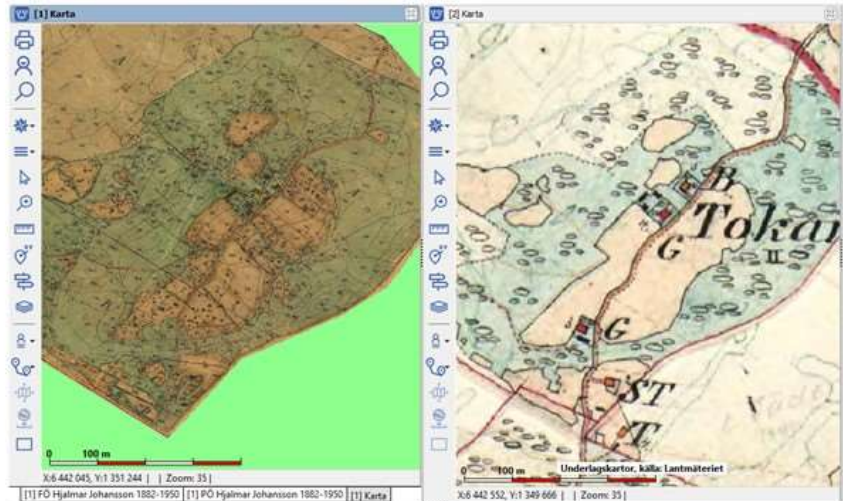 [1] Karta
[2] Karta
B
Tokar
II
G
G
ST
T
0 100 m
0 100 m
Underlagskartor, källa: Lantmäteriet
X:6 442 045, Y:1 351 244 | | Zoom: 35 |
X:6 442 552, Y:1 349 666 | | Zoom: 35 |
[1] FÖ Hjalmar Johansson 1882-1950 [1] PÖ Hjalmar Johansson 1882-1950 [1] Karta